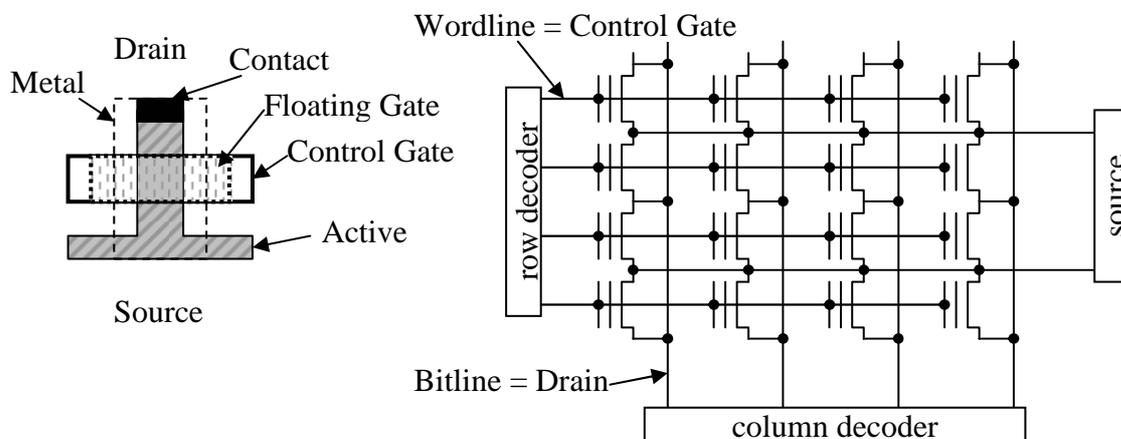 Drain
Metal
Contact
Floating Gate
Control Gate
Active
Source
Wordline = Control Gate
row decoder
source
Bitline = Drain
column decoder